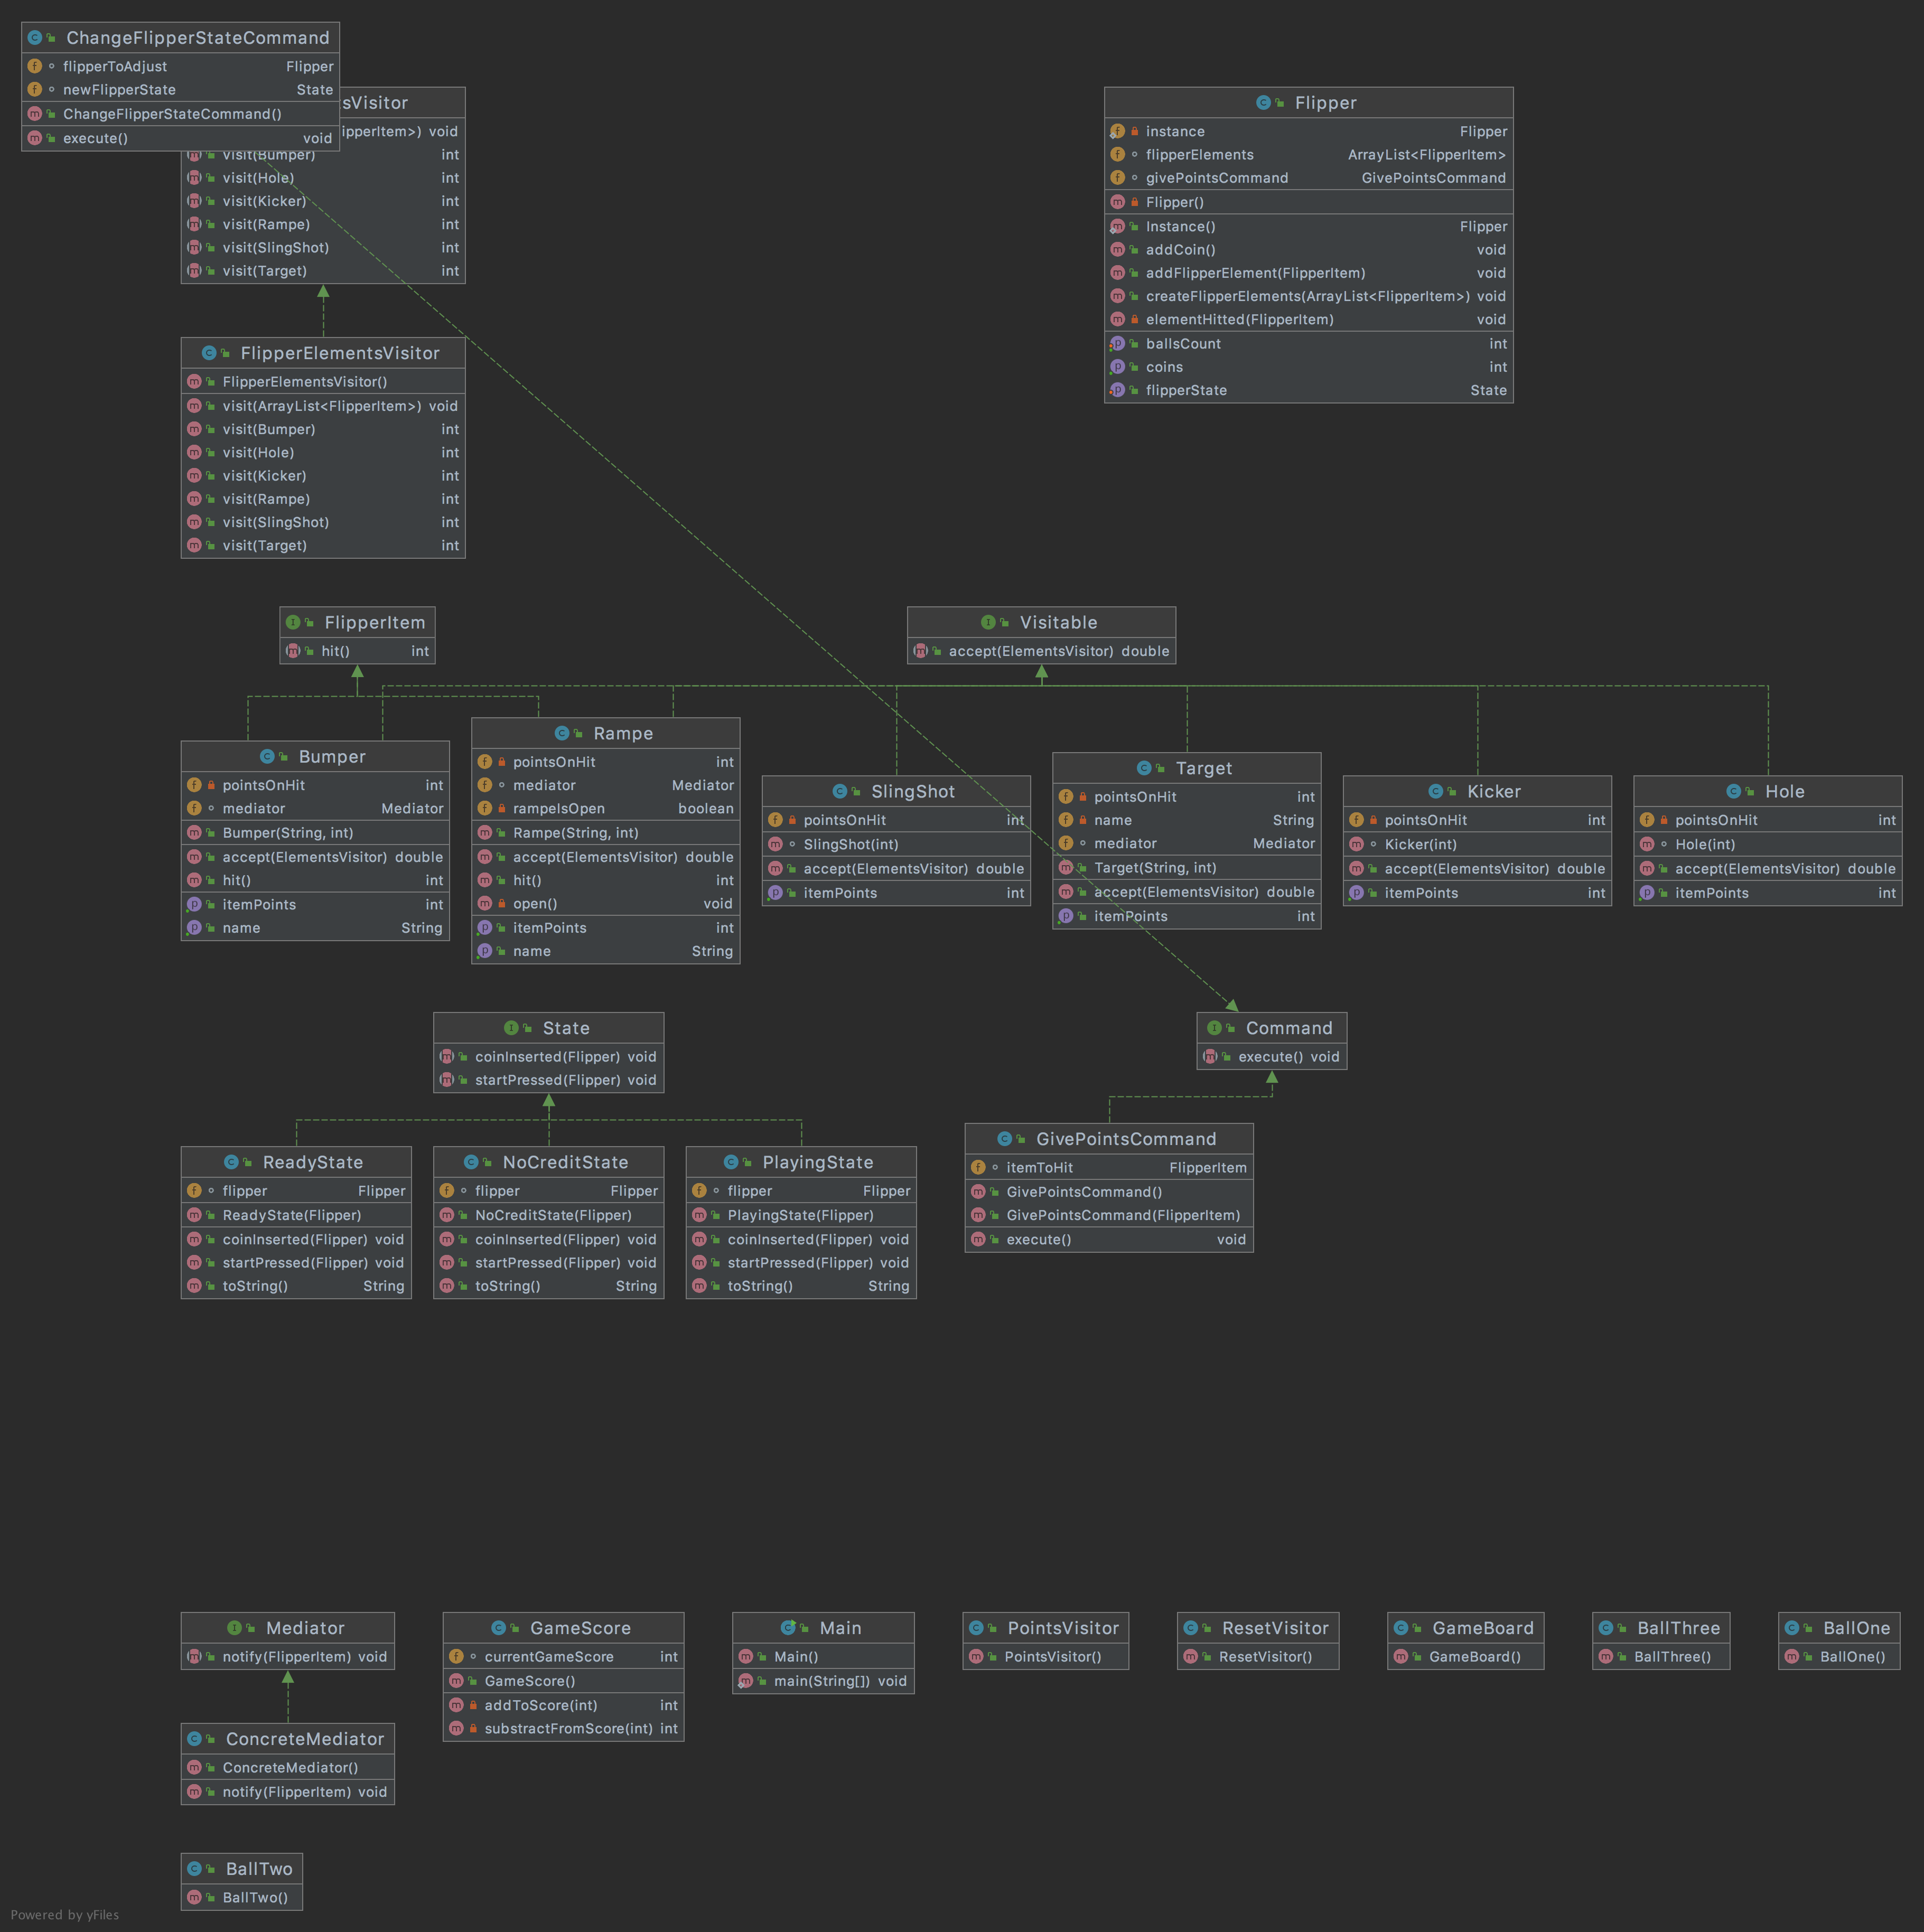 ChangeFlipperStateCommand
flipperToAdjust Flipper
newFlipperState State
ChangeFlipperStateCommand()
execute() void
sVisitor
lipperItem>) void
visit(Bumper) int
visit(Hole) int
visit(Kicker) int
visit(Rampe) int
visit(SlingShot) int
visit(Target) int
Flipper
instance Flipper
flipperElements ArrayList<FlipperItem>
givePointsCommand GivePointsCommand
Flipper()
Instance() Flipper
addCoin() void
addFlipperElement(FlipperItem) void
createFlipperElements(ArrayList<FlipperItem>) void
elementHitted(FlipperItem) void
ballsCount int
coins int
flipperState State
FlipperElementsVisitor
FlipperElementsVisitor()
visit(ArrayList<FlipperItem>) void
visit(Bumper) int
visit(Hole) int
visit(Kicker) int
visit(Rampe) int
visit(SlingShot) int
visit(Target) int
FlipperItem
hit() int
Visitable
accept(ElementsVisitor) double
Bumper
pointsOnHit int
mediator Mediator
Bumper(String, int)
accept(ElementsVisitor) double
hit() int
itemPoints int
name String
Rampe
pointsOnHit int
mediator Mediator
rampeIsOpen boolean
Rampe(String, int)
accept(ElementsVisitor) double
hit() int
open() void
itemPoints int
name String
SlingShot
pointsOnHit int
SlingShot(int)
accept(ElementsVisitor) double
itemPoints int
Target
pointsOnHit int
name String
mediator Mediator
Target(String, int)
accept(ElementsVisitor) double
itemPoints int
Kicker
pointsOnHit int
Kicker(int)
accept(ElementsVisitor) double
itemPoints int
Hole
pointsOnHit int
Hole(int)
accept(ElementsVisitor) double
itemPoints int
State
coinInserted(Flipper) void
startPressed(Flipper) void
Command
execute() void
ReadyState
flipper Flipper
ReadyState(Flipper)
coinInserted(Flipper) void
startPressed(Flipper) void
toString() String
NoCreditState
flipper Flipper
NoCreditState(Flipper)
coinInserted(Flipper) void
startPressed(Flipper) void
toString() String
PlayingState
flipper Flipper
PlayingState(Flipper)
coinInserted(Flipper) void
startPressed(Flipper) void
toString() String
GivePointsCommand
itemToHit FlipperItem
GivePointsCommand()
GivePointsCommand(FlipperItem)
execute() void
Mediator
notify(FlipperItem) void
GameScore
currentGameScore int
GameScore()
addToScore(int) int
substractFromScore(int) int
Main
Main()
main(String[]) void
PointsVisitor
PointsVisitor()
ResetVisitor
ResetVisitor()
GameBoard
GameBoard()
BallThree
BallThree()
BallOne
BallOne()
ConcreteMediator
ConcreteMediator()
notify(FlipperItem) void
BallTwo
BallTwo()
Powered by yFiles